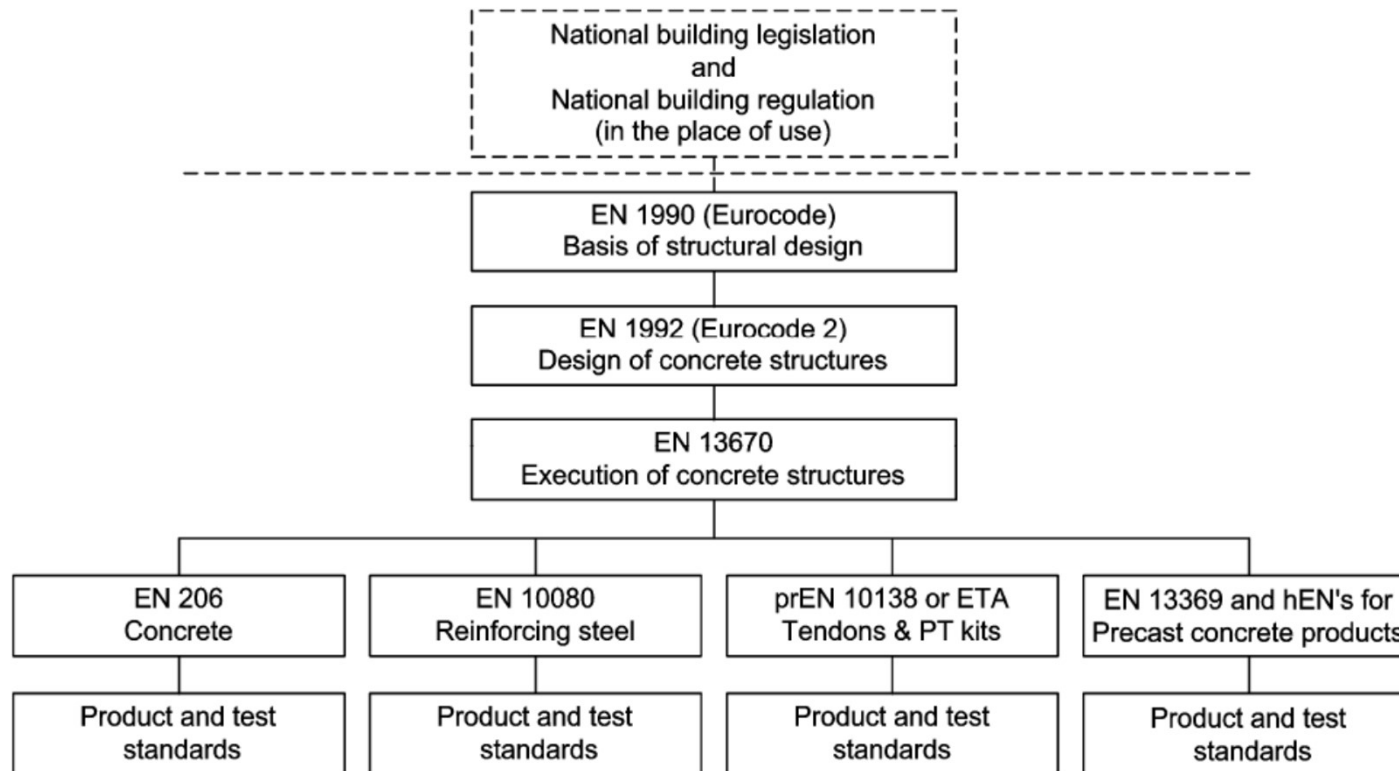 National building legislation
and
National building regulation
(in the place of use)
EN 1990 (Eurocode)
Basis of structural design
EN 1992 (Eurocode 2)
Design of concrete structures
EN 13670
Execution of concrete structures
EN 206
Concrete
EN 10080
Reinforcing steel
prEN 10138 or ETA
Tendons & PT kits
EN 13369 and hEN's for
Precast concrete products
Product and test
standards
Product and test
standards
Product and test
standards
Product and test
standards